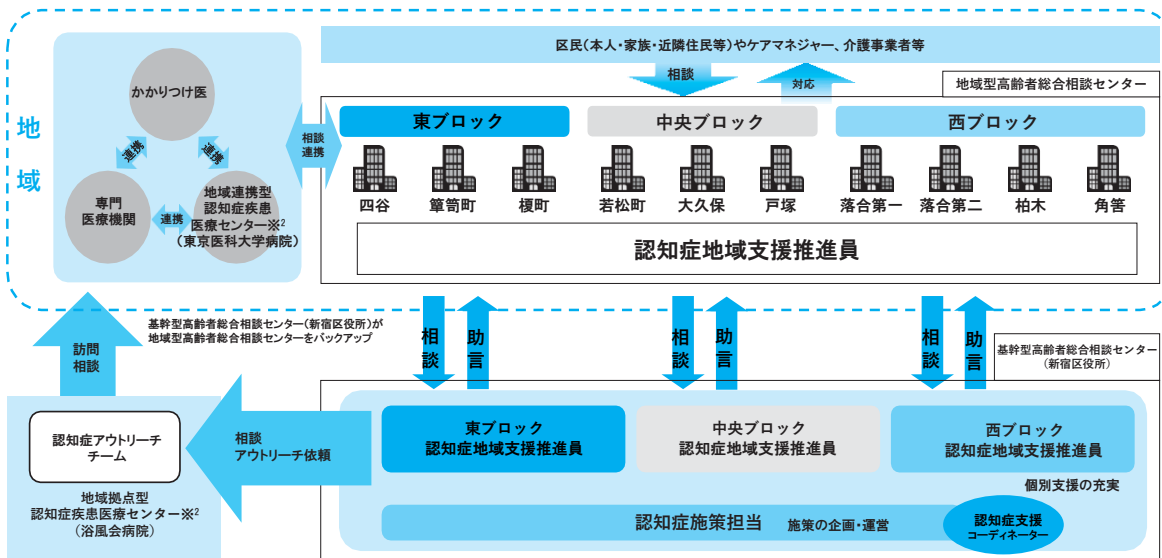 区民(本人・家族・近隣住民等)やケアマネジャー、介護事業者等
相談
対応
地域型高齢者総合相談センター
地域
かかりつけ医
連携
連携
専門
医療機関
連携
地域連携型
認知症疾患
医療センター※2
(東京医科大学病院)
相談
連携
東ブロック
中央ブロック
西ブロック
四谷
簞笥町
榎町
若松町
大久保
戸塚
落合第一
落合第二
柏木
角筈
認知症地域支援推進員
基幹型高齢者総合相談センター(新宿区役所)が
地域型高齢者総合相談センターをバックアップ
相談
助言
相談
助言
相談
助言
基幹型高齢者総合相談センター
(新宿区役所)
訪問
相談
認知症アウトリーチ
チーム
地域拠点型
認知症疾患医療センター※2
(浴風会病院)
相談
アウトリーチ依頼
東ブロック
認知症地域支援推進員
中央ブロック
認知症地域支援推進員
西ブロック
認知症地域支援推進員
個別支援の充実
認知症施策担当 施策の企画・運営
認知症支援
コーディネーター